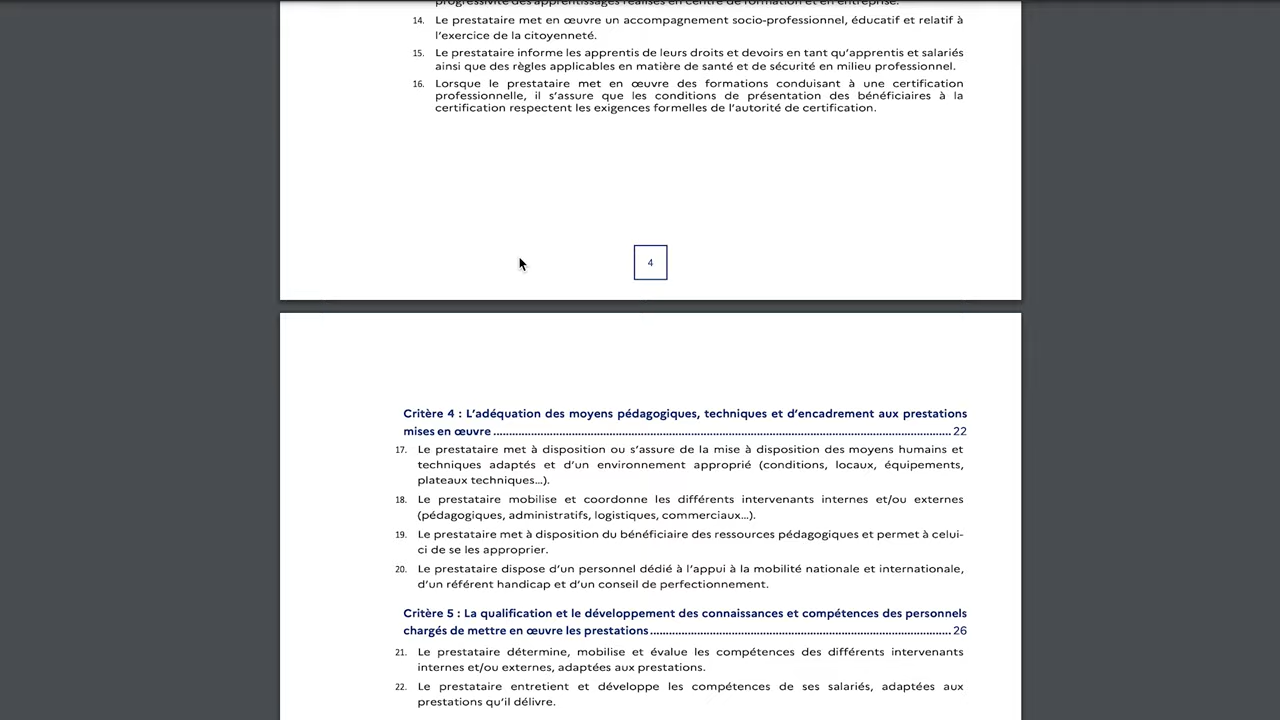 progressivité des apprentissages réalisés en centre de formation et en entreprise.
14. Le prestataire met en œuvre un accompagnement socio-professionnel, éducatif et relatif à
l’exercice de la citoyenneté.
15. Le prestataire informe les apprentis de leurs droits et devoirs en tant qu’apprentis et salariés
ainsi que des règles applicables en matière de santé et de sécurité en milieu professionnel.
16. Lorsque le prestataire met en œuvre des formations conduisant à une certification
professionnelle, il s’assure que les conditions de présentation des bénéficiaires à la
certification respectent les exigences formelles de l’autorité de certification.
4
Critère 4 : L’adéquation des moyens pédagogiques, techniques et d’encadrement aux prestations
mises en œuvre ........ 22
17. Le prestataire met à disposition ou s’assure de la mise à disposition des moyens humains et
techniques adaptés et d’un environnement approprié (conditions, locaux, équipements,
plateaux techniques…).
18. Le prestataire mobilise et coordonne les différents intervenants internes et/ou externes
(pédagogiques, administratifs, logistiques, commerciaux…).
19. Le prestataire met à disposition du bénéficiaire des ressources pédagogiques et permet à celui-
ci de se les approprier.
20. Le prestataire dispose d’un personnel dédié à l’appui à la mobilité nationale et internationale,
d’un référent handicap et d’un conseil de perfectionnement.
Critère 5 : La qualification et le développement des connaissances et compétences des personnels
chargés de mettre en œuvre les prestations ........ 26
21. Le prestataire détermine, mobilise et évalue les compétences des différents intervenants
internes et/ou externes, adaptées aux prestations.
22. Le prestataire entretient et développe les compétences de ses salariés, adaptées aux
prestations qu’il délivre.